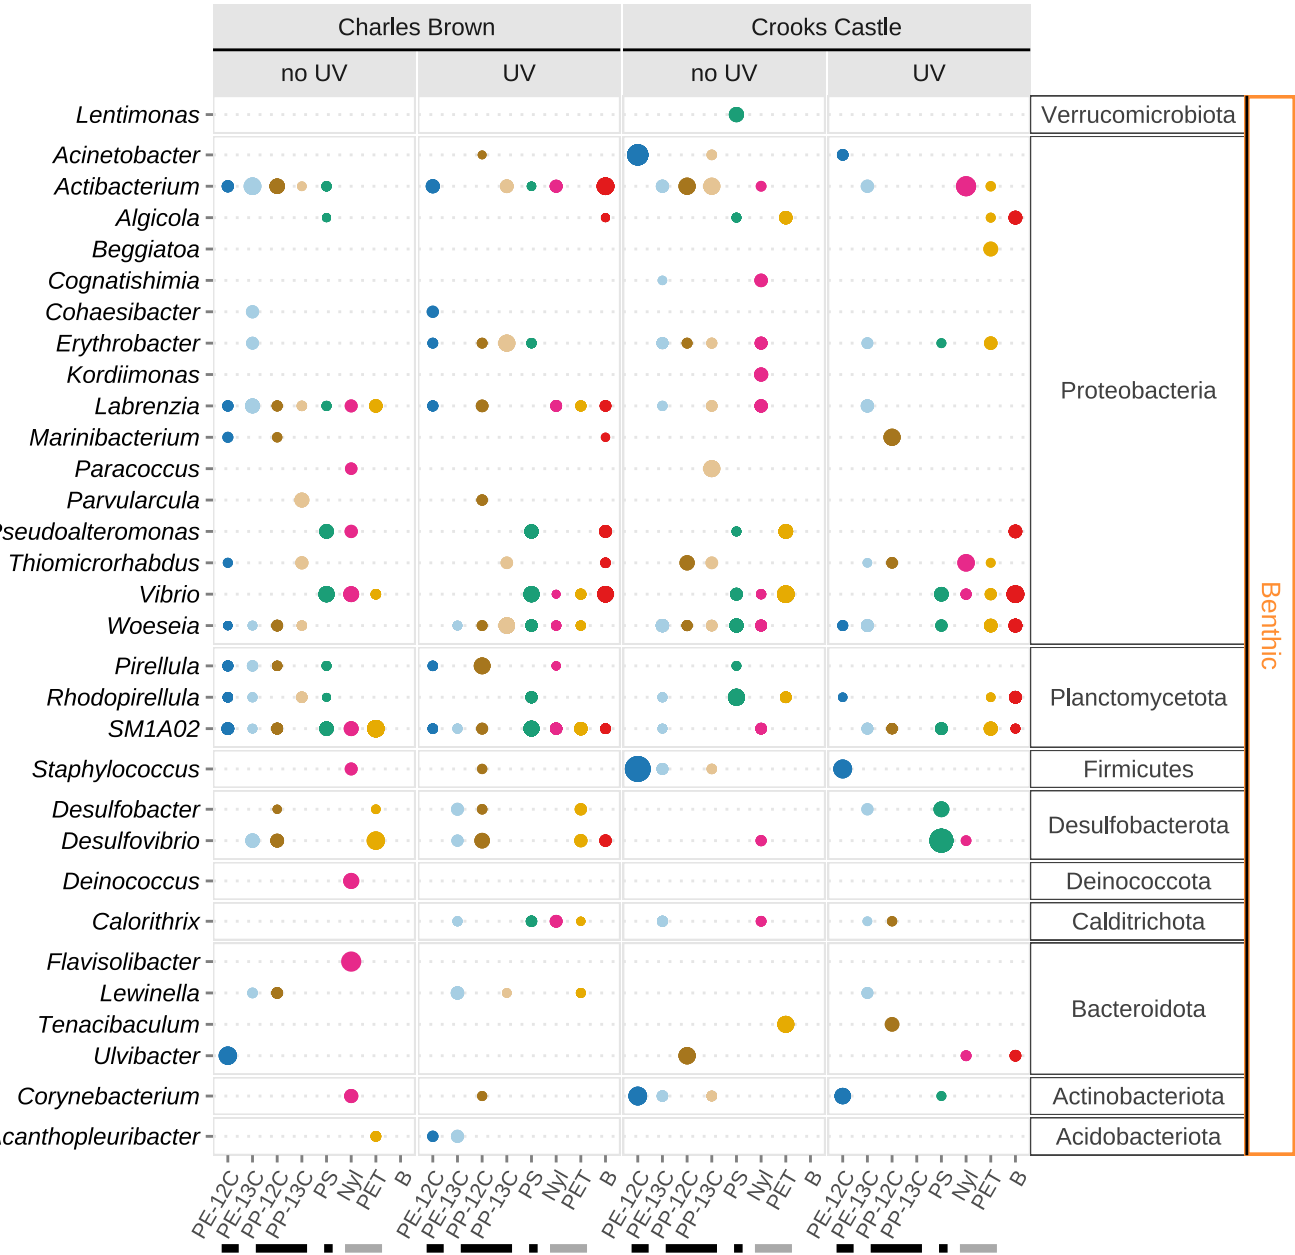 Charles Brown Crooks Castle
no UV UV no UV UV
Lentimonas Verrucomicrobiota
Acinetobacter
Actibacterium
Algicola
Beggiatoa
Cognatishimia
Cohaesibacter
Erythrobacter
Kordiimonas
Proteobacteria
Labrenzia
Marinibacterium
Paracoccus
Parvularcula
Pseudoalteromonas
Thiomicrorhabdus
Vibrio
Woeseia
Benthic
Pirellula
Rhodopirellula Planctomycetota
SM1A02
Staphylococcus Firmicutes
Desulfobacter
Desulfobacterota
Desulfovibrio
Deinococcus Deinococcota
Calorithrix Calditrichota
Flavisolibacter
Lewinella
Bacteroidota
Tenacibaculum
Ulvibacter
Corynebacterium Actinobacteriota
canthopleuribacter Acidobacteriota
PE-12C PE-13C PP-12C PP-13C PS Nyl PET B PE-12C PE-13C PP-12C PP-13C PS Nyl PET B PE-12C PE-13C PP-12C PP-13C PS Nyl PET B PE-12C PE-13C PP-12C PP-13C PS Nyl PET B